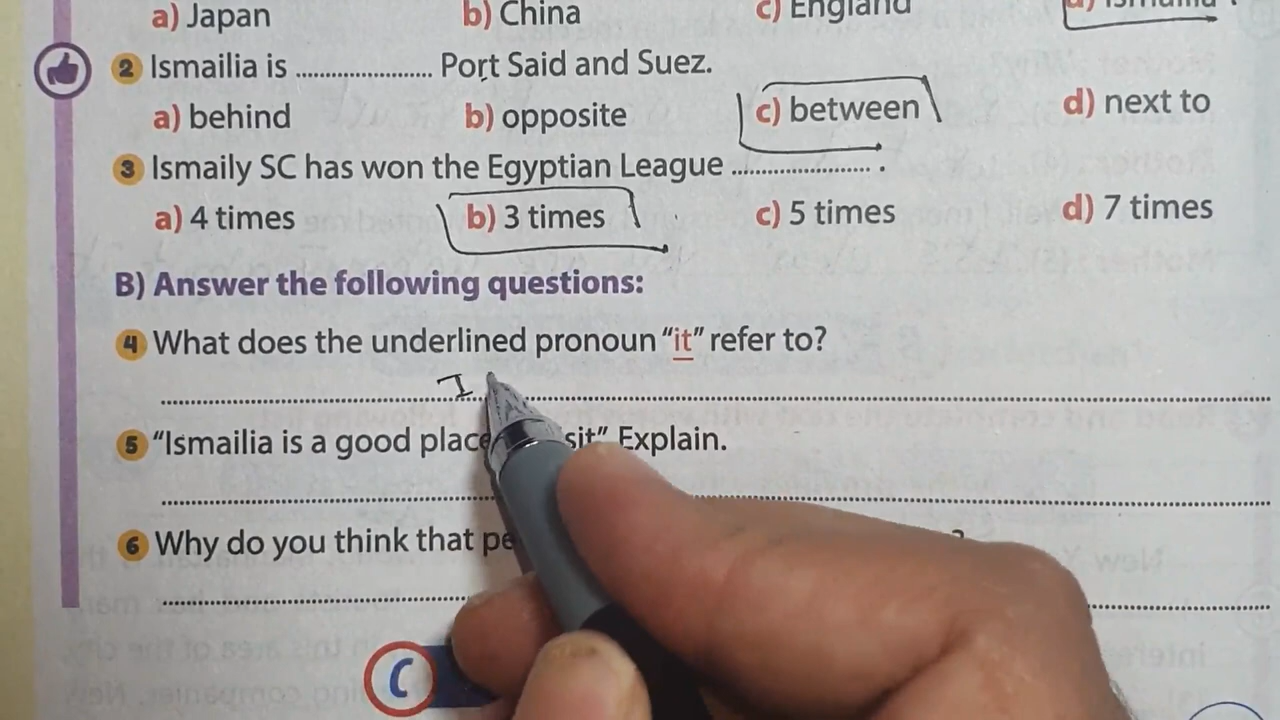 a) Japan b) China c) England d) Ismailia
2 Ismailia is ........................ Port Said and Suez.
a) behind b) opposite c) between d) next to
3 Ismaily SC has won the Egyptian League ........................ .
a) 4 times b) 3 times c) 5 times d) 7 times
B) Answer the following questions:
4 What does the underlined pronoun “it” refer to?
I
5 “Ismailia is a good place sit”. Explain.
6 Why do you think that ?
C